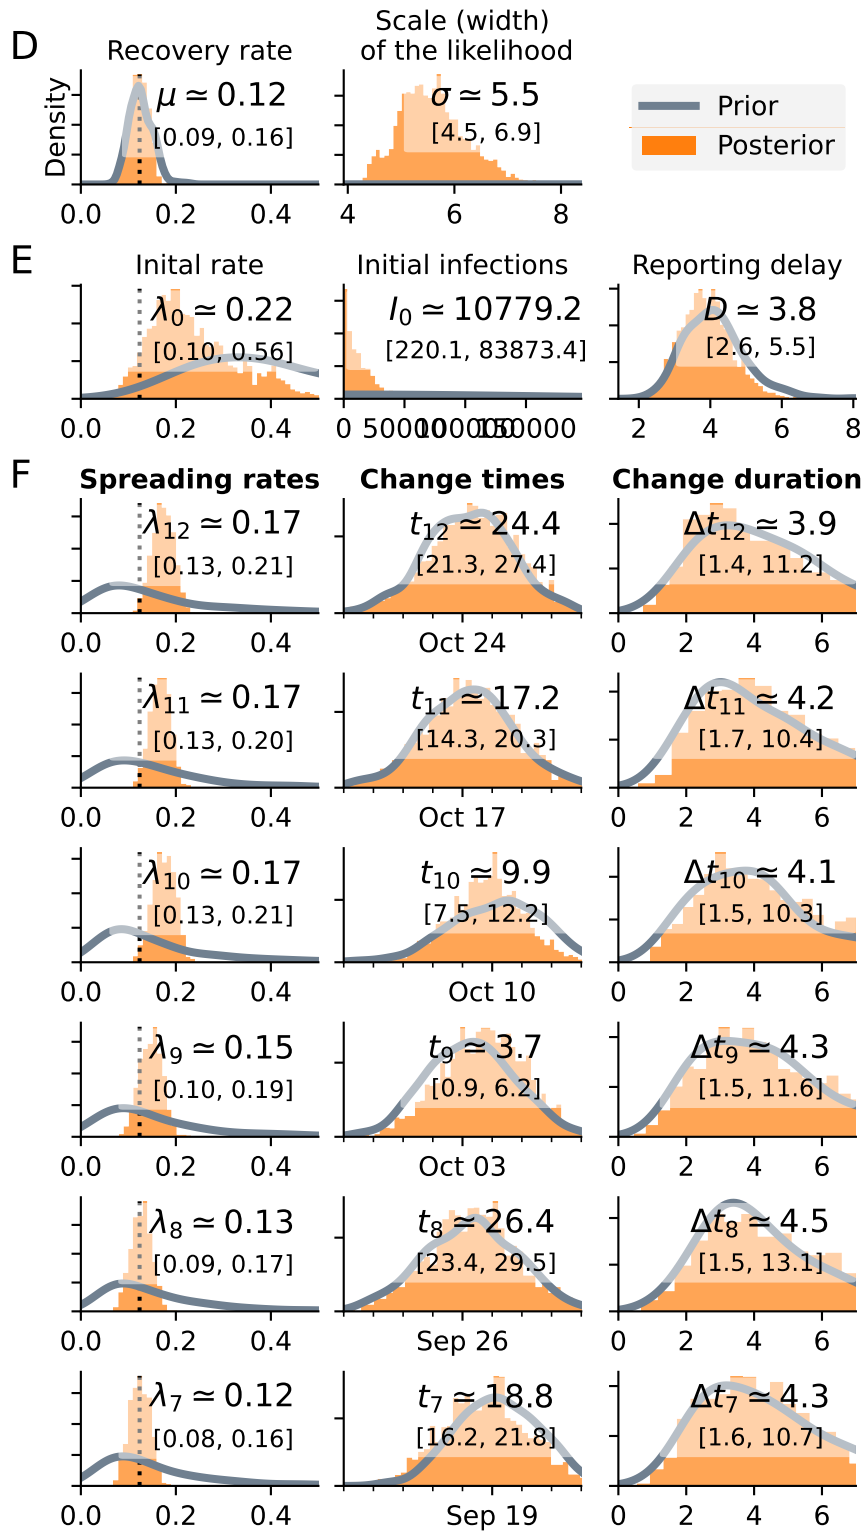 D
Recovery rate
Scale (width)
of the likelihood
Density
μ ≃ 0.12
[0.09, 0.16]
0.0 0.2 0.4
σ ≃ 5.5
[4.5, 6.9]
4 6 8
Prior
Posterior
E
Inital rate
λ0 ≃ 0.22
[0.10, 0.56]
0.0 0.2 0.4
Initial infections
I0 ≃ 10779.2
[220.1, 83873.4]
0 50000 100000 150000
Reporting delay
D ≃ 3.8
[2.6, 5.5]
2 4 6 8
F
Spreading rates
Change times
Change duration
λ12 ≃ 0.17
[0.13, 0.21]
0.0 0.2 0.4
t12 ≃ 24.4
[21.3, 27.4]
Oct 24
Δt12 ≃ 3.9
[1.4, 11.2]
0 2 4 6
λ11 ≃ 0.17
[0.13, 0.20]
0.0 0.2 0.4
t11 ≃ 17.2
[14.3, 20.3]
Oct 17
Δt11 ≃ 4.2
[1.7, 10.4]
0 2 4 6
λ10 ≃ 0.17
[0.13, 0.21]
0.0 0.2 0.4
t10 ≃ 9.9
[7.5, 12.2]
Oct 10
Δt10 ≃ 4.1
[1.5, 10.3]
0 2 4 6
λ9 ≃ 0.15
[0.10, 0.19]
0.0 0.2 0.4
t9 ≃ 3.7
[0.9, 6.2]
Oct 03
Δt9 ≃ 4.3
[1.5, 11.6]
0 2 4 6
λ8 ≃ 0.13
[0.09, 0.17]
0.0 0.2 0.4
t8 ≃ 26.4
[23.4, 29.5]
Sep 26
Δt8 ≃ 4.5
[1.5, 13.1]
0 2 4 6
λ7 ≃ 0.12
[0.08, 0.16]
0.0 0.2 0.4
t7 ≃ 18.8
[16.2, 21.8]
Sep 19
Δt7 ≃ 4.3
[1.6, 10.7]
0 2 4 6